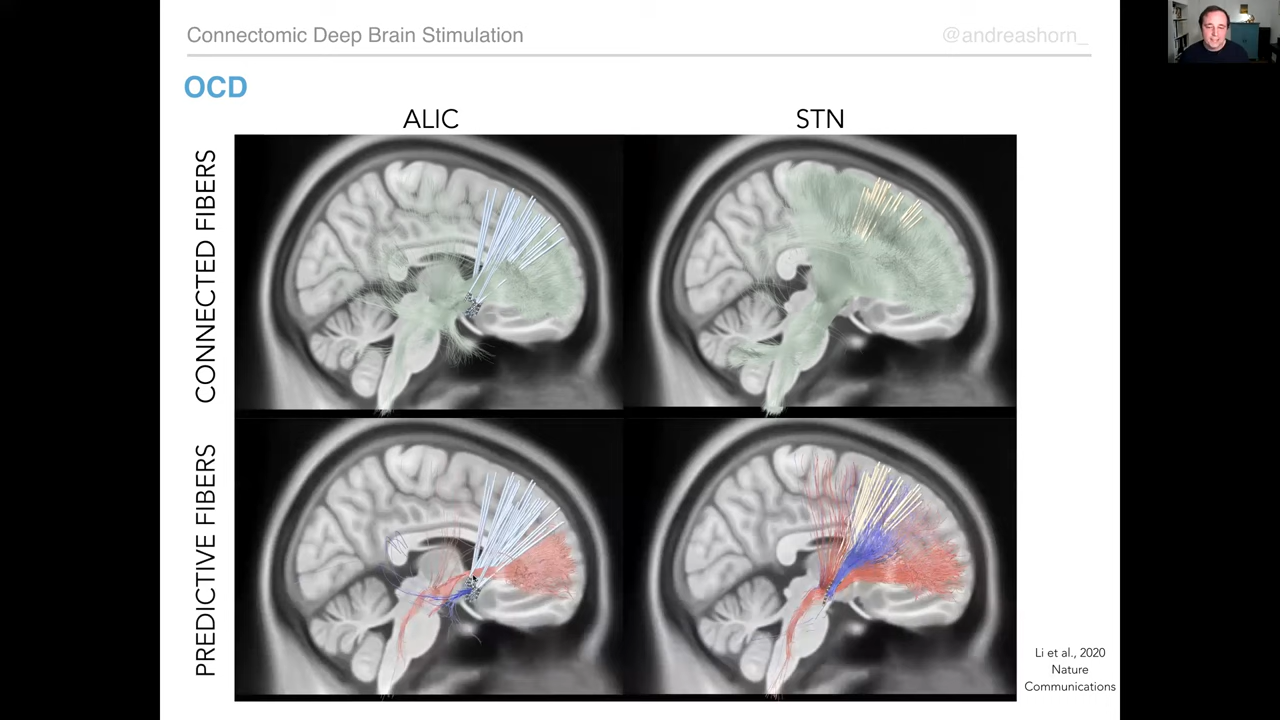 Connectomic Deep Brain Stimulation
@andreashorn_
OCD
ALIC
STN
CONNECTED FIBERS
PREDICTIVE FIBERS
Li et al., 2020
Nature
Communications